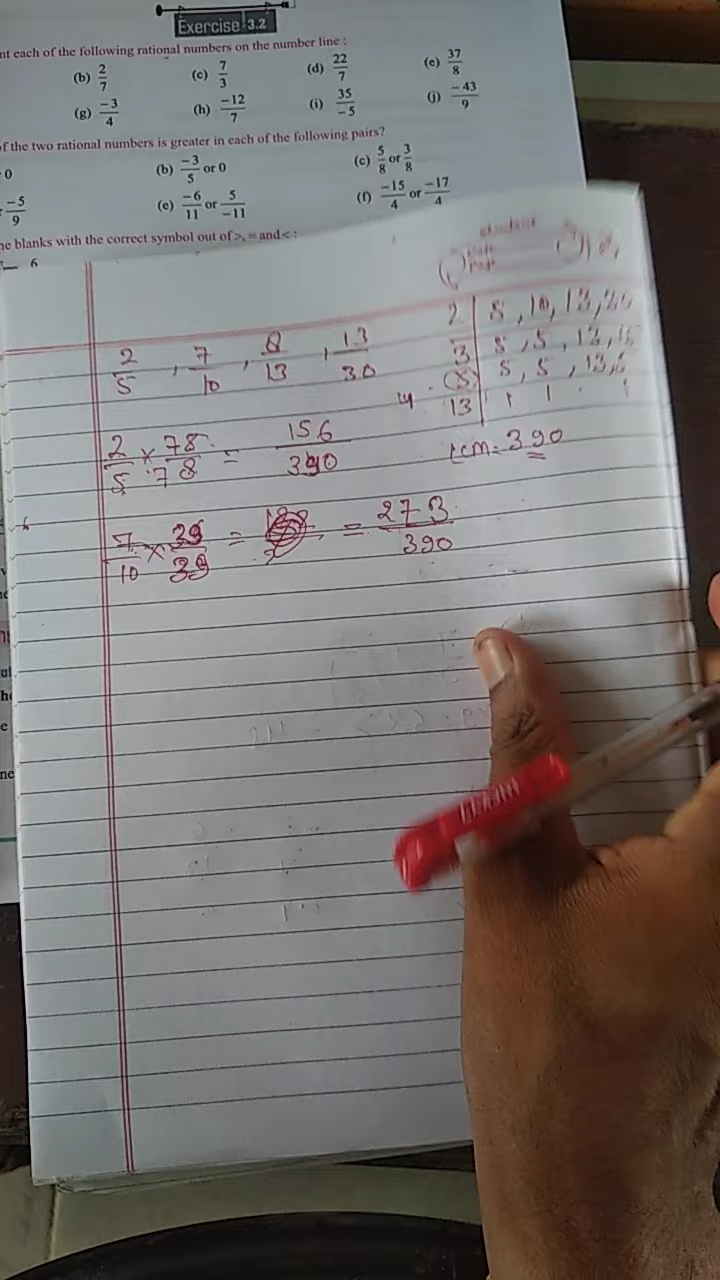 Exercise 3.2
nt each of the following rational numbers on the number line :
(b) 2/7 (c) 7/3 (d) 22/7 (e) 37/8
(g) -3/4 (h) -12/7 (i) 35/-5 (j) -43/9
of the two rational numbers is greater in each of the following pairs?
0 (b) -3/5 or 0 (c) 5/8 or 3/8
-5/9 (e) -6/11 or 5/-11 (f) -15/4 or -17/4
he blanks with the correct symbol out of >, = and < :
6
2/5 , 7/10 , 8/13 , 13/30
2 | 5, 10, 13, 30
3 | 5, 5, 13, 15
5 | 5, 5, 13, 5
13 | 1 1 1
LCM = 390
2/5 × 78/78 = 156/390
7/10 × 39/39 = = 273/390